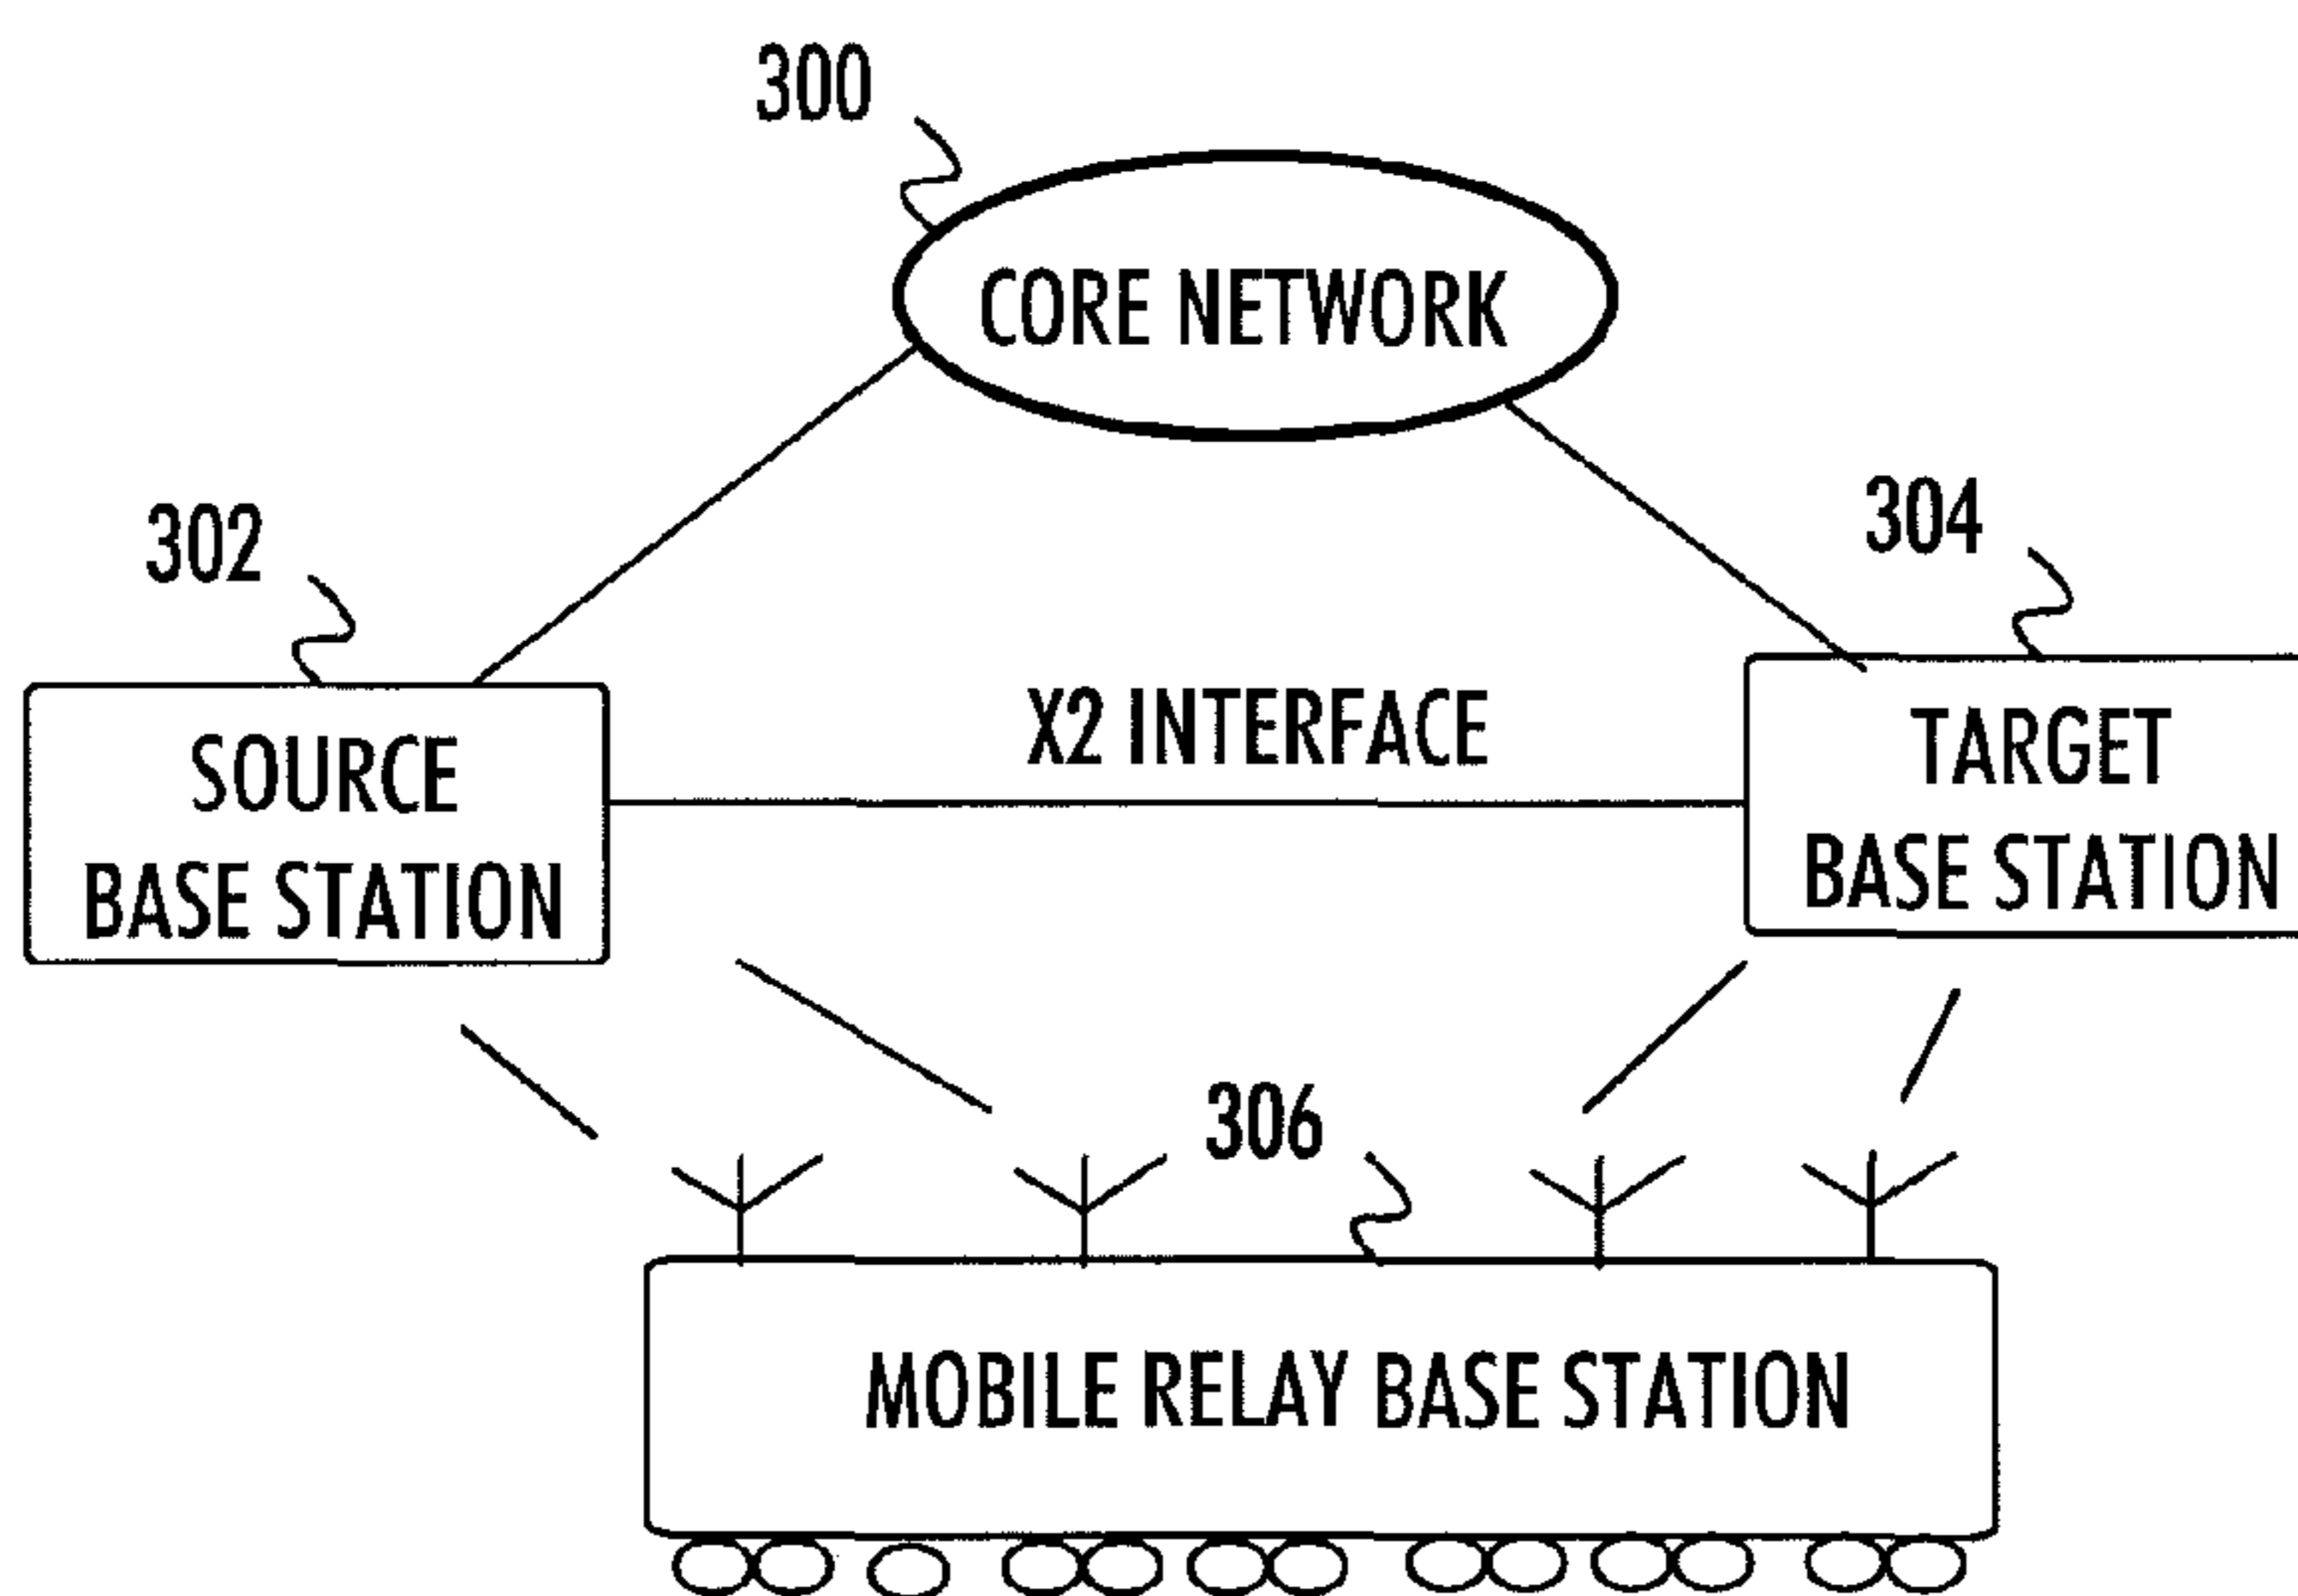 300
CORE NETWORK
302
304
X2 INTERFACE
SOURCE
BASE STATION
TARGET
BASE STATION
306
MOBILE RELAY BASE STATION